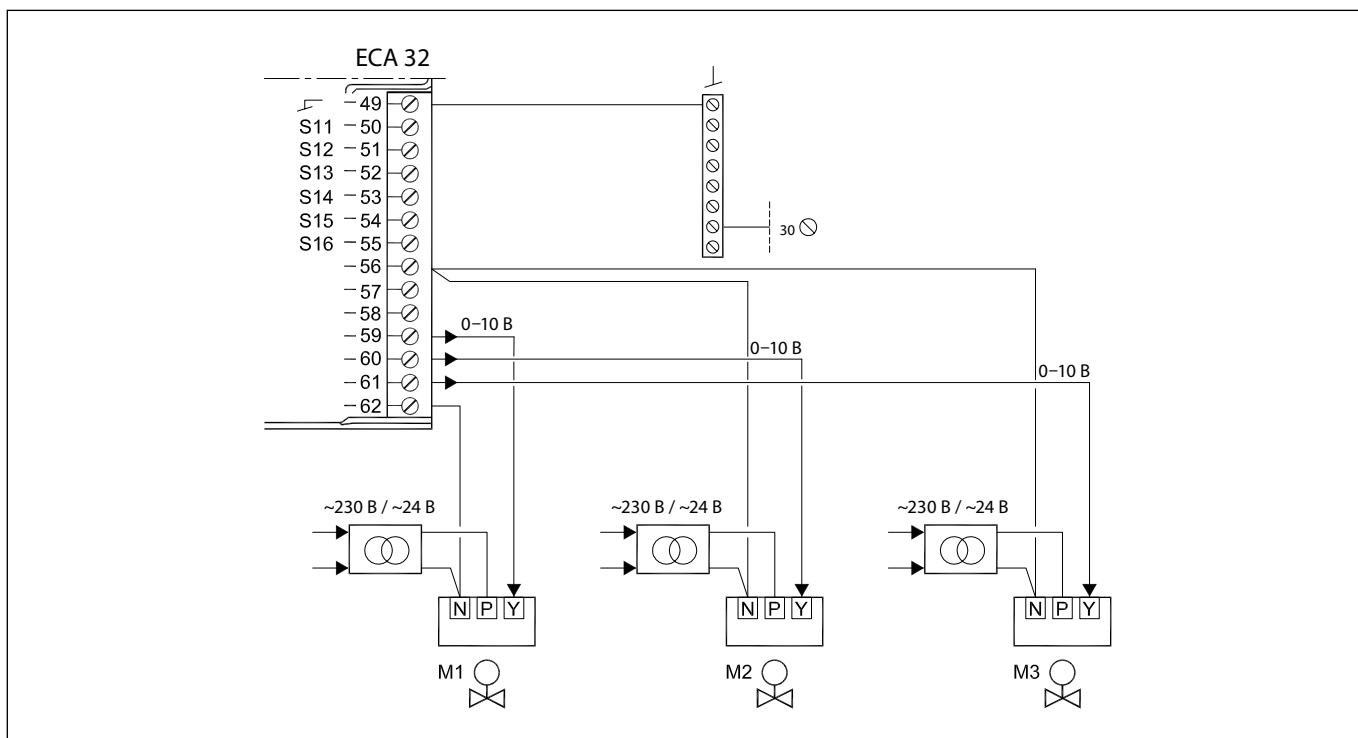 ECA 32
49
S11 50
S12 51
S13 52
S14 53
S15 54
S16 55
56
57
58
59
60
61
62
30
0–10 В
0–10 В
0–10 В
~230 В / ~24 В
~230 В / ~24 В
~230 В / ~24 В
N P Y
N P Y
N P Y
M1
M2
M3